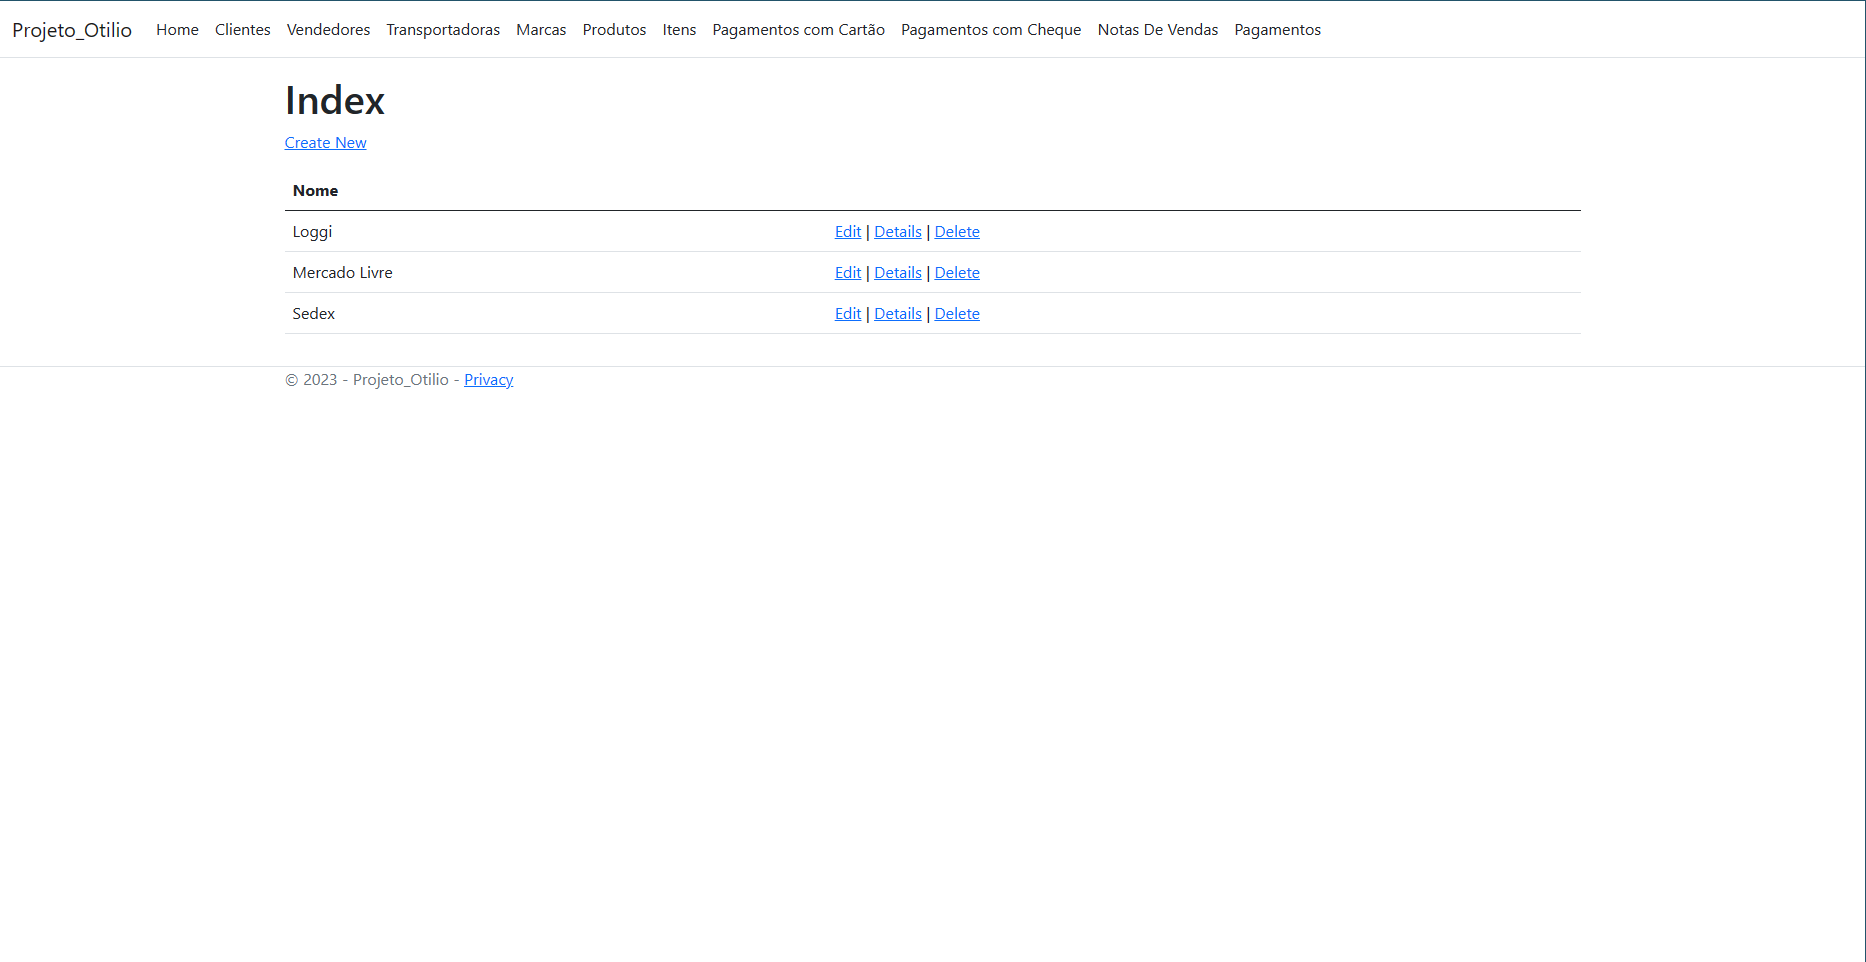 Projeto_Otilio Home Clientes Vendedores Transportadoras Marcas Produtos Itens Pagamentos com Cartão Pagamentos com Cheque Notas De Vendas Pagamentos
Index
Create New
Nome
Loggi Edit | Details | Delete
Mercado Livre Edit | Details | Delete
Sedex Edit | Details | Delete
© 2023 - Projeto_Otilio - Privacy